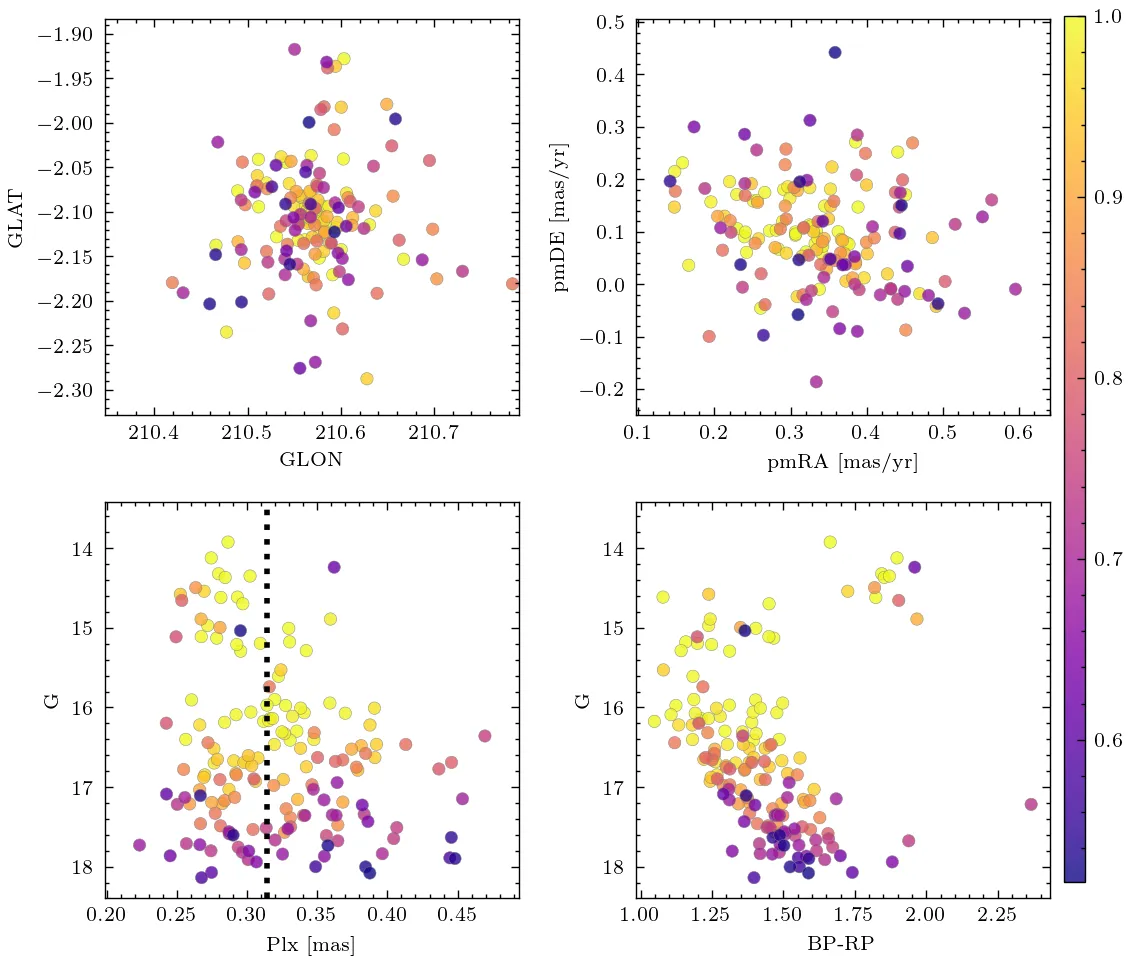 −1.90
−1.95
−2.00
−2.05
−2.10
−2.15
−2.20
−2.25
−2.30
GLAT
210.4 210.5 210.6 210.7
GLON
0.5
0.4
0.3
0.2
0.1
0.0
−0.1
−0.2
pmDE [mas/yr]
0.1 0.2 0.3 0.4 0.5 0.6
pmRA [mas/yr]
14
15
16
17
18
G
0.20 0.25 0.30 0.35 0.40 0.45
Plx [mas]
14
15
16
17
18
G
1.00 1.25 1.50 1.75 2.00 2.25
BP-RP
1.0
0.9
0.8
0.7
0.6